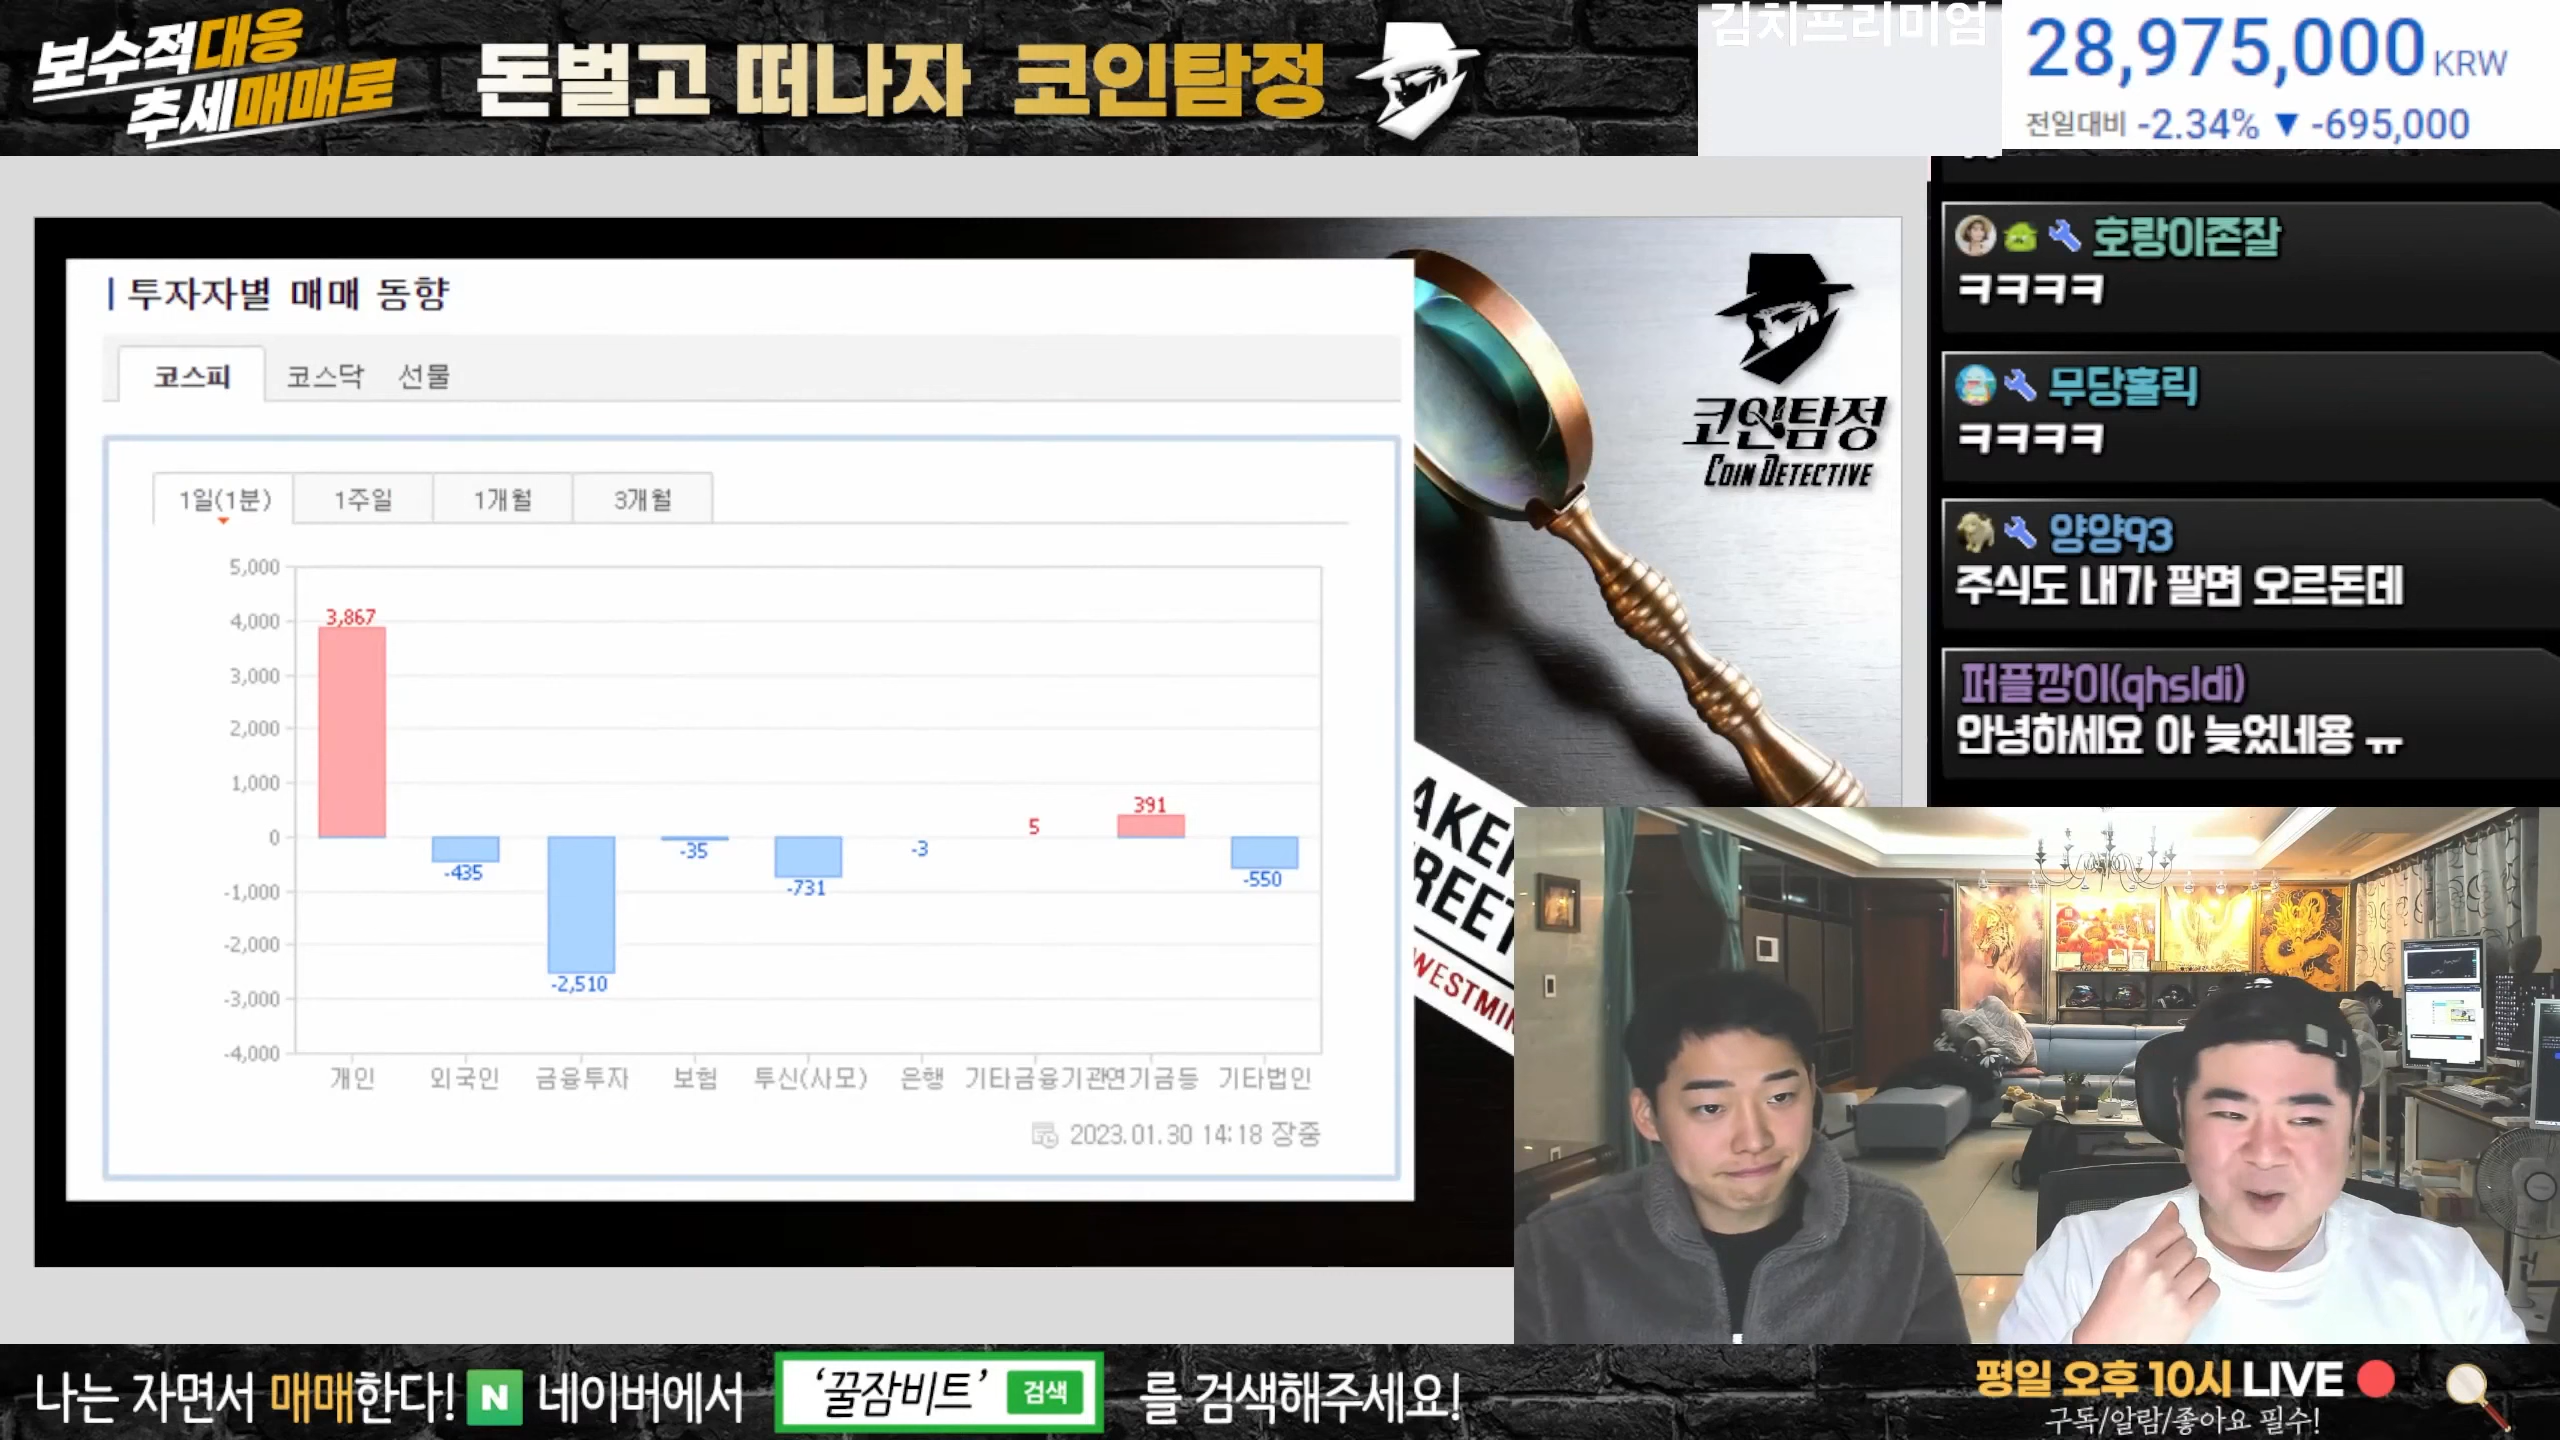 보수적대응
추세매매로
돈벌고 떠나자 코인탐정
김치프리미엄
28,975,000 KRW
전일대비 -2.34% ▼ -695,000
투자자별 매매 동향
코스피 코스닥 선물
1일(1분) 1주일 1개월 3개월
5,000
4,000
3,000
2,000
1,000
0
-1,000
-2,000
-3,000
-4,000
3,867
-435
-2,510
-35
-731
-3
5
391
-550
개인 외국인 금융투자 보험 투신(사모) 은행 기타금융기관연기금등 기타법인
2023.01.30 14:18 장중
코인탐정
COIN DETECTIVE
AKE
REET
WESTMI
호랑이존잘
ㅋㅋㅋㅋ
무당홀릭
ㅋㅋㅋㅋ
양양93
주식도 내가 팔면 오르돈데
퍼플깡이(qhsldi)
안녕하세요 아 늦었네용 ㅠ
나는 자면서 매매한다! N 네이버에서 '꿀잠비트' 검색 를 검색해주세요!
평일 오후 10시 LIVE
구독/알람/좋아요 필수!